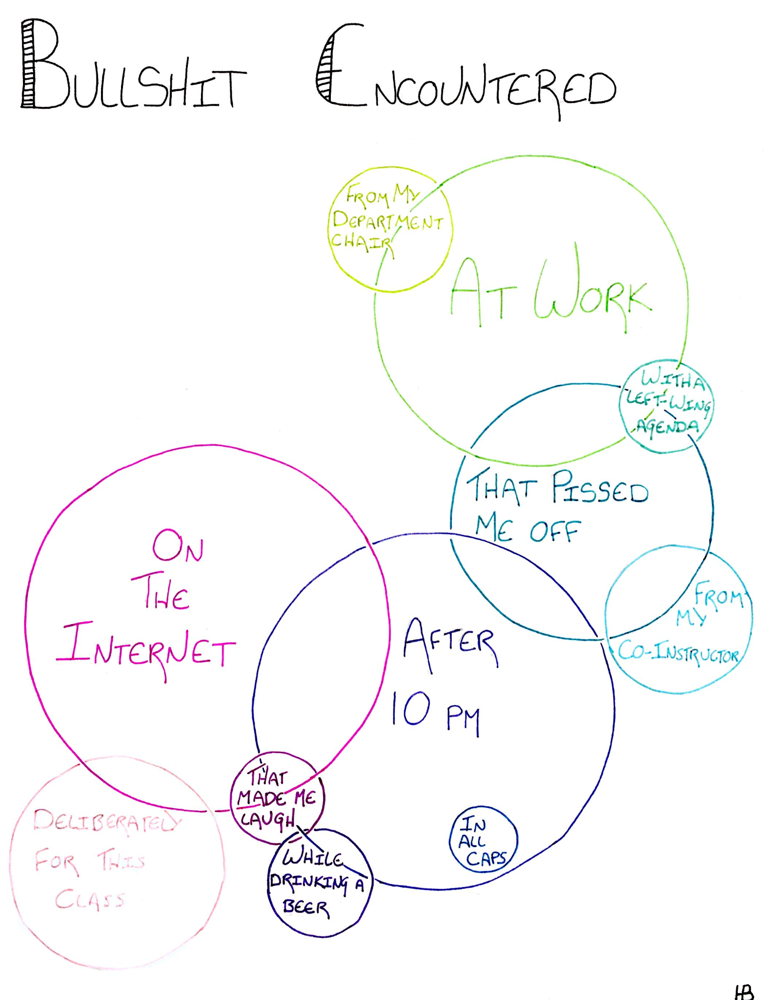 BULLSHIT ENCOUNTERED
FROM MY
DEPARTMENT
CHAIR
AT WORK
WITH A
LEFT-WING
AGENDA
THAT PISSED
ME OFF
ON
THE
INTERNET
FROM
MY
CO-INSTRUCTOR
AFTER
10 PM
THAT
MADE ME
LAUGH
IN
ALL
CAPS
DELIBERATELY
FOR THIS
CLASS
WHILE
DRINKING A
BEER
HB